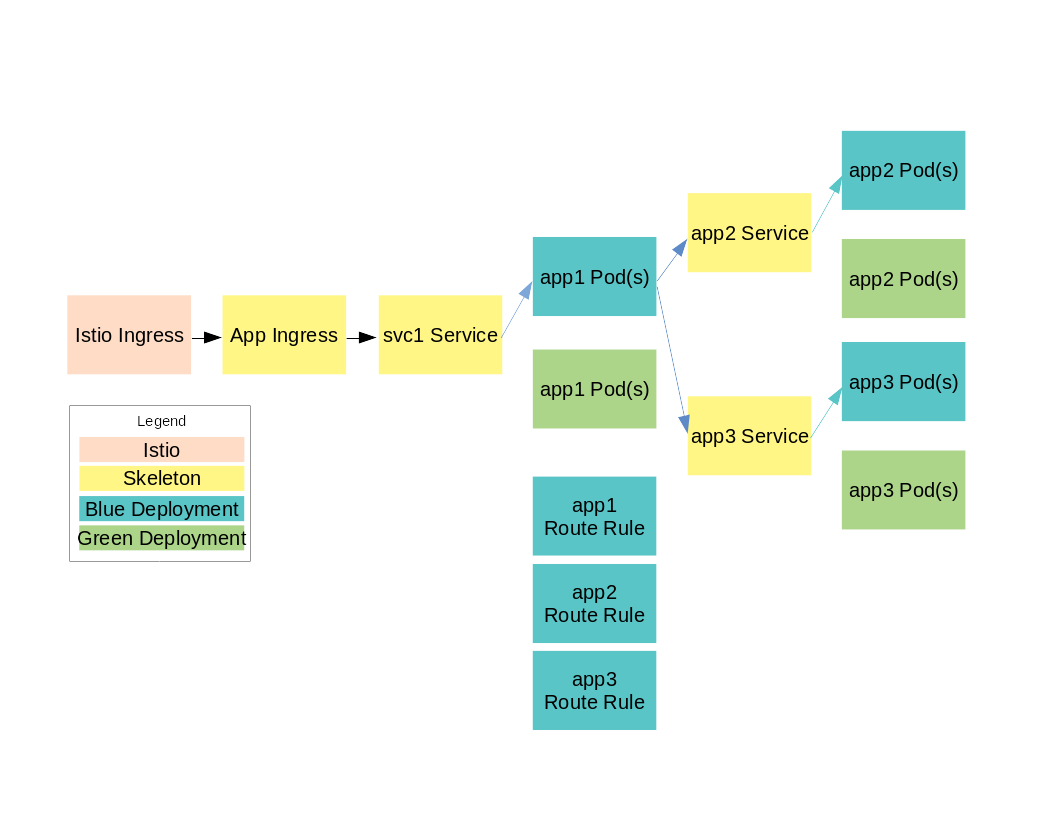 Istio Ingress
App Ingress
svc1 Service
app1 Pod(s)
app1 Pod(s)
app2 Service
app3 Service
app2 Pod(s)
app2 Pod(s)
app3 Pod(s)
app3 Pod(s)
app1
Route Rule
app2
Route Rule
app3
Route Rule
Legend
Istio
Skeleton
Blue Deployment
Green Deployment